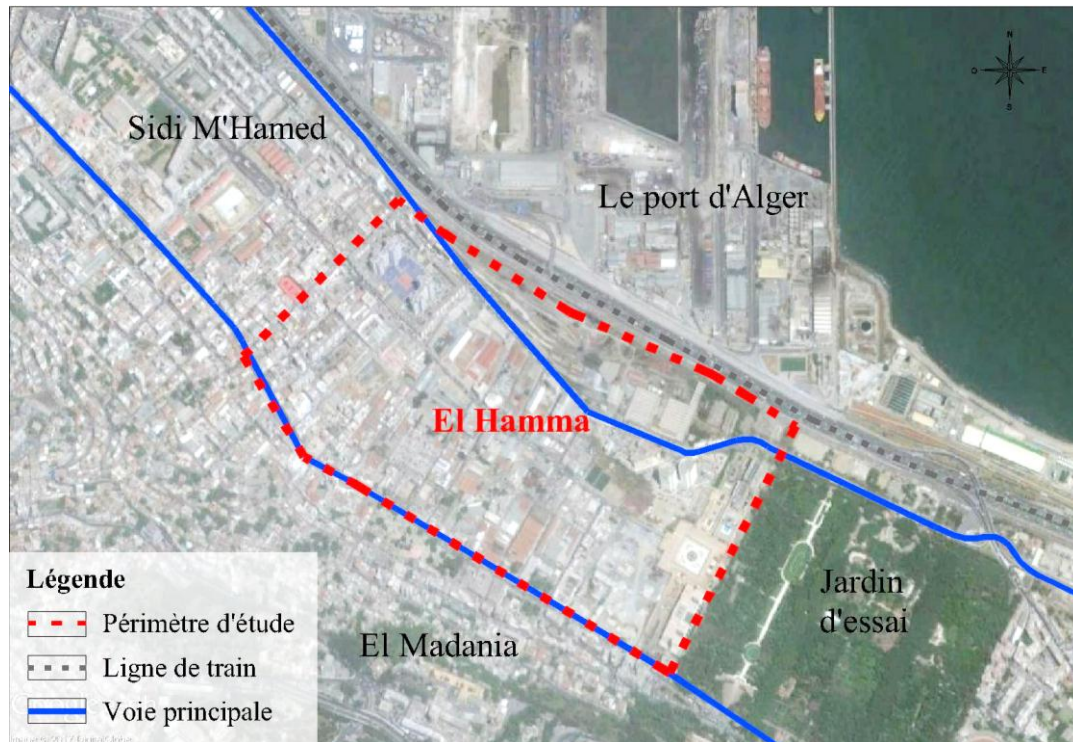 N
O
E
S
Sidi M'Hamed
Le port d'Alger
El Hamma
Jardin
d'essai
El Madania
Légende
Périmètre d'étude
Ligne de train
Voie principale